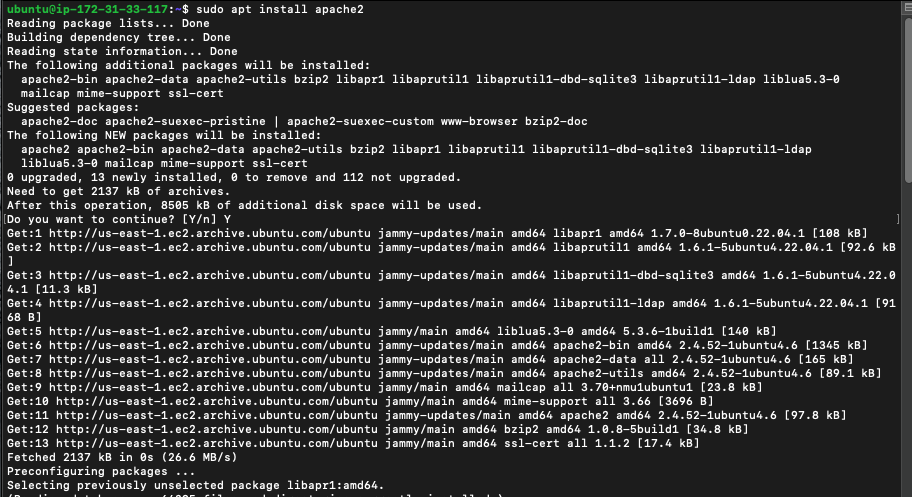 ubuntu@ip-172-31-33-117:~$ sudo apt install apache2
Reading package lists... Done
Building dependency tree... Done
Reading state information... Done
The following additional packages will be installed:
  apache2-bin apache2-data apache2-utils bzip2 libapr1 libaprutil1 libaprutil1-dbd-sqlite3 libaprutil1-ldap liblua5.3-0
  mailcap mime-support ssl-cert
Suggested packages:
  apache2-doc apache2-suexec-pristine | apache2-suexec-custom www-browser bzip2-doc
The following NEW packages will be installed:
  apache2 apache2-bin apache2-data apache2-utils bzip2 libapr1 libaprutil1 libaprutil1-dbd-sqlite3 libaprutil1-ldap
  liblua5.3-0 mailcap mime-support ssl-cert
0 upgraded, 13 newly installed, 0 to remove and 112 not upgraded.
Need to get 2137 kB of archives.
After this operation, 8505 kB of additional disk space will be used.
Do you want to continue? [Y/n] Y
Get:1 http://us-east-1.ec2.archive.ubuntu.com/ubuntu jammy-updates/main amd64 libapr1 amd64 1.7.0-8ubuntu0.22.04.1 [108 kB]
Get:2 http://us-east-1.ec2.archive.ubuntu.com/ubuntu jammy-updates/main amd64 libaprutil1 amd64 1.6.1-5ubuntu4.22.04.1 [92.6 kB
]
Get:3 http://us-east-1.ec2.archive.ubuntu.com/ubuntu jammy-updates/main amd64 libaprutil1-dbd-sqlite3 amd64 1.6.1-5ubuntu4.22.0
4.1 [11.3 kB]
Get:4 http://us-east-1.ec2.archive.ubuntu.com/ubuntu jammy-updates/main amd64 libaprutil1-ldap amd64 1.6.1-5ubuntu4.22.04.1 [91
68 B]
Get:5 http://us-east-1.ec2.archive.ubuntu.com/ubuntu jammy/main amd64 liblua5.3-0 amd64 5.3.6-1build1 [140 kB]
Get:6 http://us-east-1.ec2.archive.ubuntu.com/ubuntu jammy-updates/main amd64 apache2-bin amd64 2.4.52-1ubuntu4.6 [1345 kB]
Get:7 http://us-east-1.ec2.archive.ubuntu.com/ubuntu jammy-updates/main amd64 apache2-data all 2.4.52-1ubuntu4.6 [165 kB]
Get:8 http://us-east-1.ec2.archive.ubuntu.com/ubuntu jammy-updates/main amd64 apache2-utils amd64 2.4.52-1ubuntu4.6 [89.1 kB]
Get:9 http://us-east-1.ec2.archive.ubuntu.com/ubuntu jammy/main amd64 mailcap all 3.70+nmu1ubuntu1 [23.8 kB]
Get:10 http://us-east-1.ec2.archive.ubuntu.com/ubuntu jammy/main amd64 mime-support all 3.66 [3696 B]
Get:11 http://us-east-1.ec2.archive.ubuntu.com/ubuntu jammy-updates/main amd64 apache2 amd64 2.4.52-1ubuntu4.6 [97.8 kB]
Get:12 http://us-east-1.ec2.archive.ubuntu.com/ubuntu jammy/main amd64 bzip2 amd64 1.0.8-5build1 [34.8 kB]
Get:13 http://us-east-1.ec2.archive.ubuntu.com/ubuntu jammy/main amd64 ssl-cert all 1.1.2 [17.4 kB]
Fetched 2137 kB in 0s (26.6 MB/s)
Preconfiguring packages ...
Selecting previously unselected package libapr1:amd64.